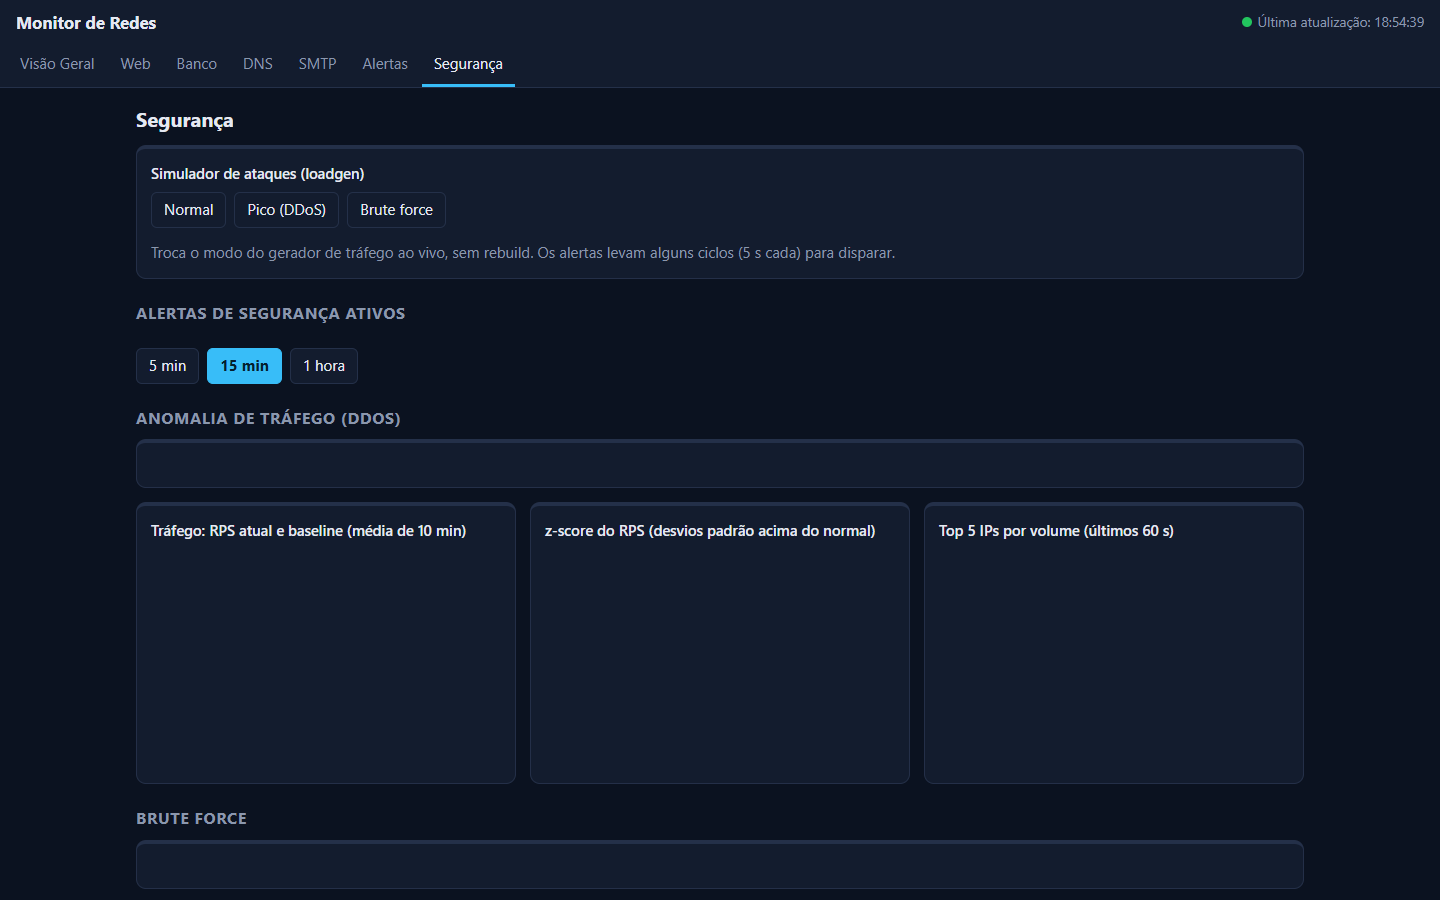 Monitor de Redes
Última atualização: 18:54:39
Visão Geral Web Banco DNS SMTP Alertas Segurança
Segurança
Simulador de ataques (loadgen)
Normal Pico (DDoS) Brute force
Troca o modo do gerador de tráfego ao vivo, sem rebuild. Os alertas levam alguns ciclos (5 s cada) para disparar.
ALERTAS DE SEGURANÇA ATIVOS
5 min 15 min 1 hora
ANOMALIA DE TRÁFEGO (DDOS)
Tráfego: RPS atual e baseline (média de 10 min)
z-score do RPS (desvios padrão acima do normal)
Top 5 IPs por volume (últimos 60 s)
BRUTE FORCE